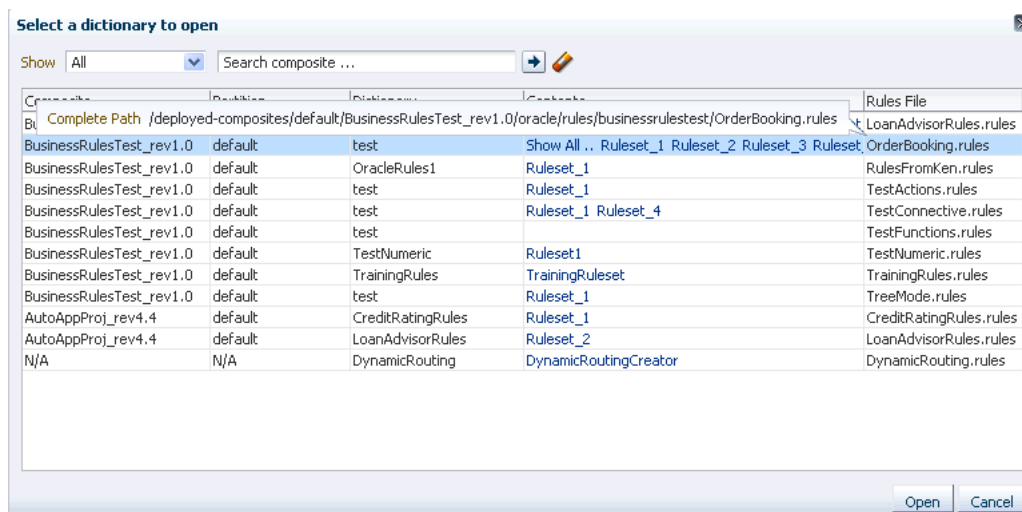 Select a dictionary to open
Show All Search composite ...
Rules File
Complete Path /deployed-composites/default/BusinessRulesTest_rev1.0/oracle/rules/businessrulestest/OrderBooking.rules
LoanAdvisorRules.rules
BusinessRulesTest_rev1.0 default test Show All .. Ruleset_1 Ruleset_2 Ruleset_3 Ruleset_ OrderBooking.rules
BusinessRulesTest_rev1.0 default OracleRules1 Ruleset_1 RulesFromKen.rules
BusinessRulesTest_rev1.0 default test Ruleset_1 TestActions.rules
BusinessRulesTest_rev1.0 default test Ruleset_1 Ruleset_4 TestConnective.rules
BusinessRulesTest_rev1.0 default test TestFunctions.rules
BusinessRulesTest_rev1.0 default TestNumeric Ruleset1 TestNumeric.rules
BusinessRulesTest_rev1.0 default TrainingRules TrainingRuleset TrainingRules.rules
BusinessRulesTest_rev1.0 default test Ruleset_1 TreeMode.rules
AutoAppProj_rev4.4 default CreditRatingRules Ruleset_1 CreditRatingRules.rules
AutoAppProj_rev4.4 default LoanAdvisorRules Ruleset_2 LoanAdvisorRules.rules
N/A N/A DynamicRouting DynamicRoutingCreator DynamicRouting.rules
Open Cancel